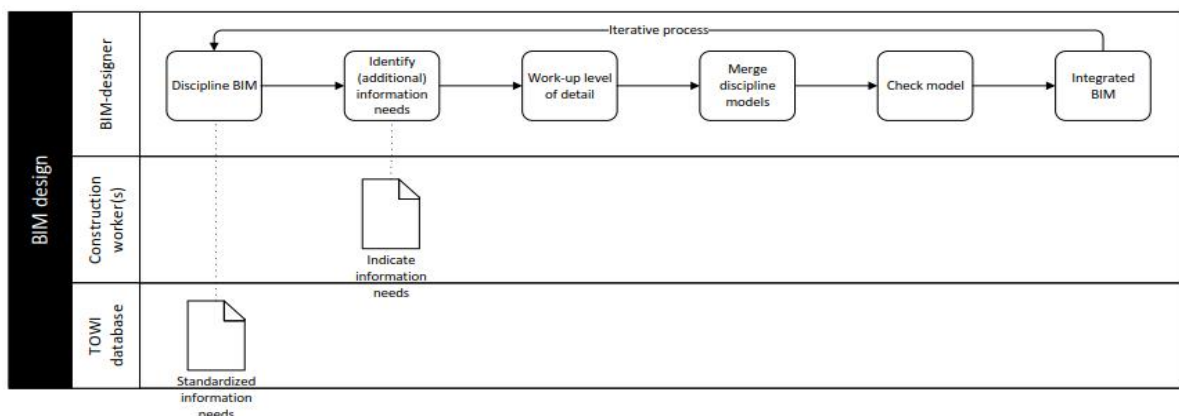 BIM design
BIM-designer
Iterative process
Discipline BIM
Identify
(additional)
information
needs
Work-up level
of detail
Merge
discipline
models
Check model
Integrated
BIM
Construction
worker(s)
Indicate
information
needs
TOWI
database
Standardized
information
needs